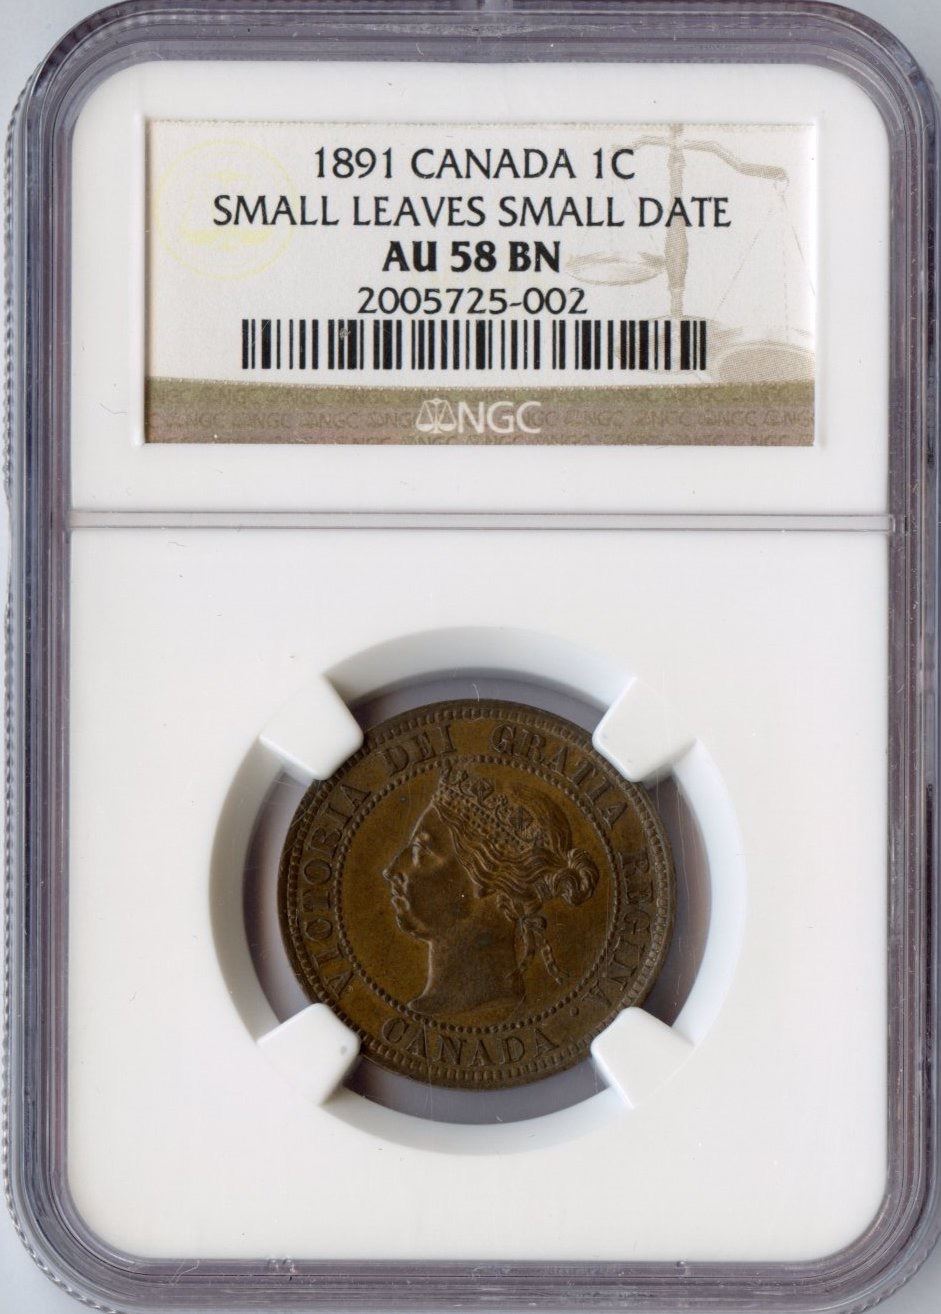 1891 CANADA 1C
SMALL LEAVES SMALL DATE
AU 58 BN
2005725-002
NGC
VICTORIA DEI GRATIA REGINA.
CANADA